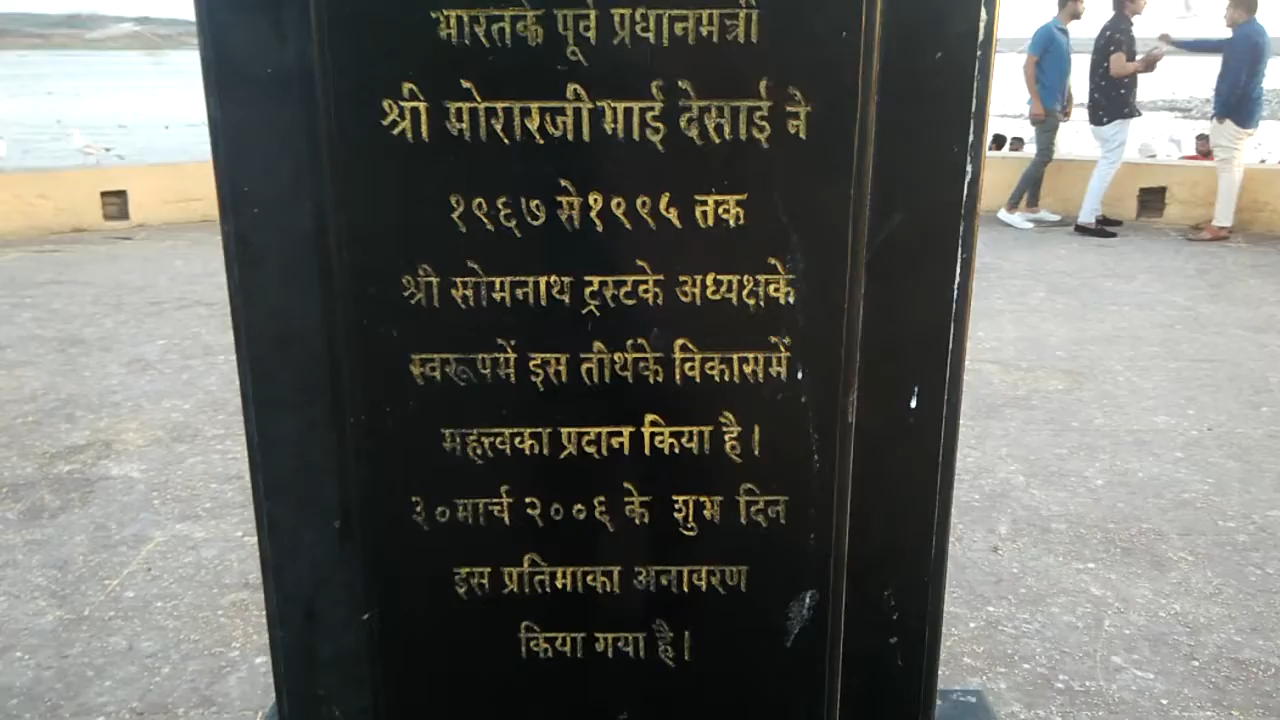 भारतके पूर्व प्रधानमंत्री
श्री मोरारजीभाई देसाई ने
१९६७ से१९९५ तक
श्री सोमनाथ ट्रस्टके अध्यक्षके
स्वरूपमें इस तीर्थके विकासमें
महत्त्वका प्रदान किया है।
३०मार्च २००६ के शुभ दिन
इस प्रतिमाका अनावरण
किया गया है।